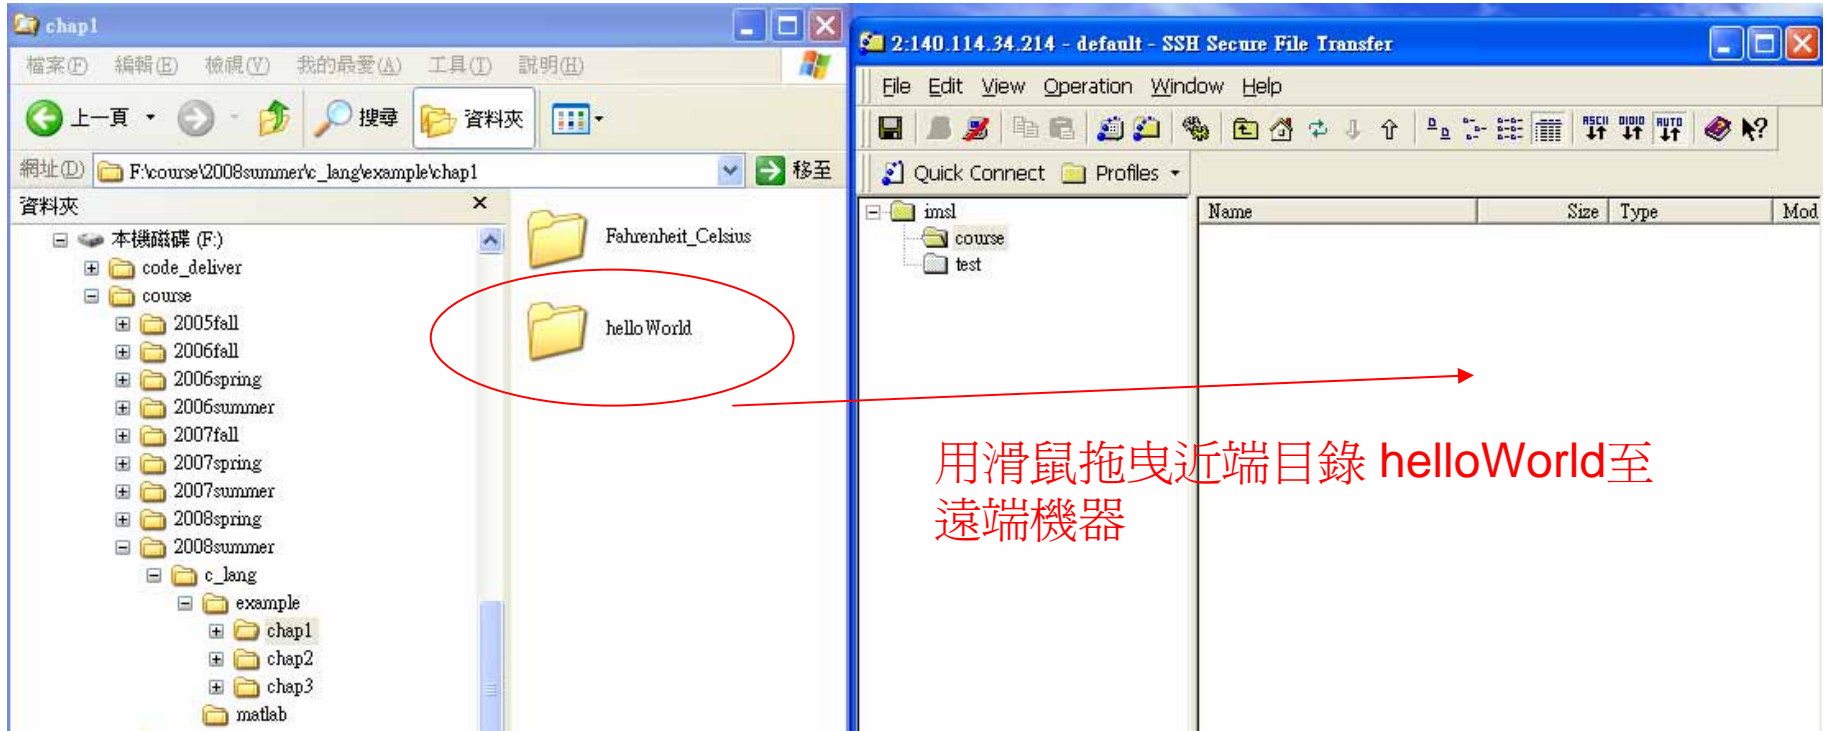 chap1
檔案(F) 編輯(E) 檢視(V) 我的最愛(A) 工具(T) 說明(H)
上一頁 搜尋 資料夾
網址(D) F:\course\2008summer\c_lang\example\chap1 移至
資料夾
本機磁碟 (F:)
code_deliver
course
2005fall
2006fall
2006spring
2006summer
2007fall
2007spring
2007summer
2008spring
2008summer
c_lang
example
chap1
chap2
chap3
matlab
Fahrenheit_Celsius
helloWorld
2:140.114.34.214 - default - SSH Secure File Transfer
File Edit View Operation Window Help
ASCII 01010 AUTO
Quick Connect Profiles
imsl
course
test
Name Size Type Mod
用滑鼠拖曳近端目錄 helloWorld至
遠端機器